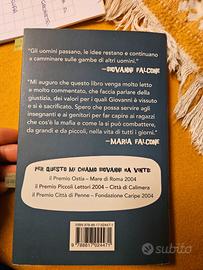 "Gli uomini passano, le idee restano e continuano
a camminare sulle gambe di altri uomini."
—GIOVANNI FALCONE
"Mi auguro che questo libro venga molto letto
e molto commentato, che faccia parlare della
giustizia, dei valori per i quali Giovanni è vissuto
e si è sacrificato. Spero che possa servire agli
insegnanti e ai genitori per far capire ai ragazzi
che cos'è la mafia e come la si può combattere,
da grandi e da piccoli, nella vita di tutti i giorni."
—MARIA FALCONE
PER QUESTO MI CHIAMO GIOVANNI HA VINTO:
il Premio Ostia - Mare di Roma 2004
il Premio Piccoli Lettori 2004 - Città di Calimera
il Premio Città di Penne - Fondazione Caripe 2004
subito